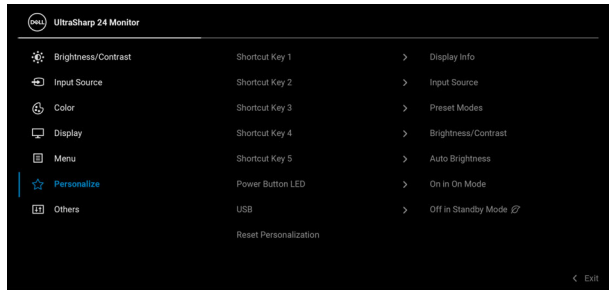 DELL UltraSharp 24 Monitor
Brightness/Contrast Shortcut Key 1 > Display Info
Input Source Shortcut Key 2 > Input Source
Color Shortcut Key 3 > Preset Modes
Display Shortcut Key 4 > Brightness/Contrast
Menu Shortcut Key 5 > Auto Brightness
Personalize Power Button LED > On in On Mode
Others USB > Off in Standby Mode
Reset Personalization
< Exit